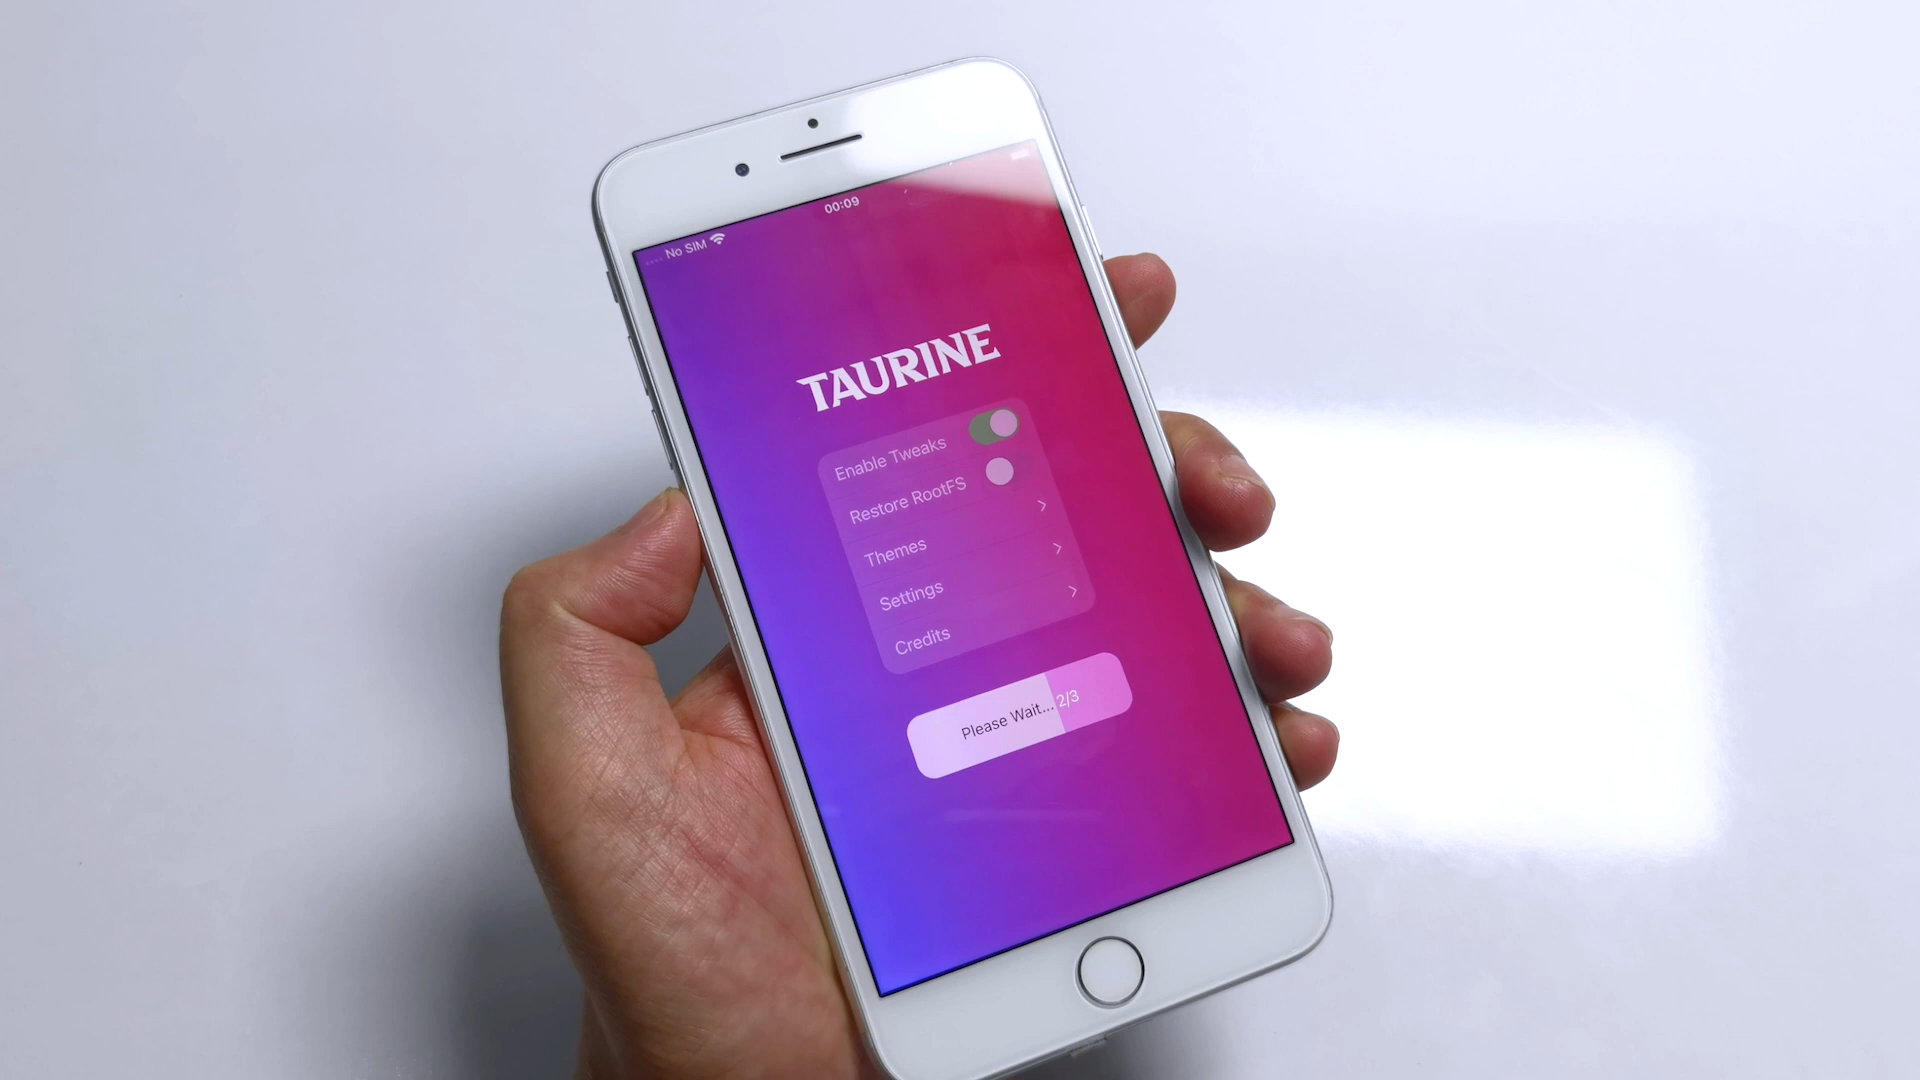 00:09
No SIM
TAURINE
Enable Tweaks
Restore RootFS
Themes
Settings
Credits
Please Wait... 2/3